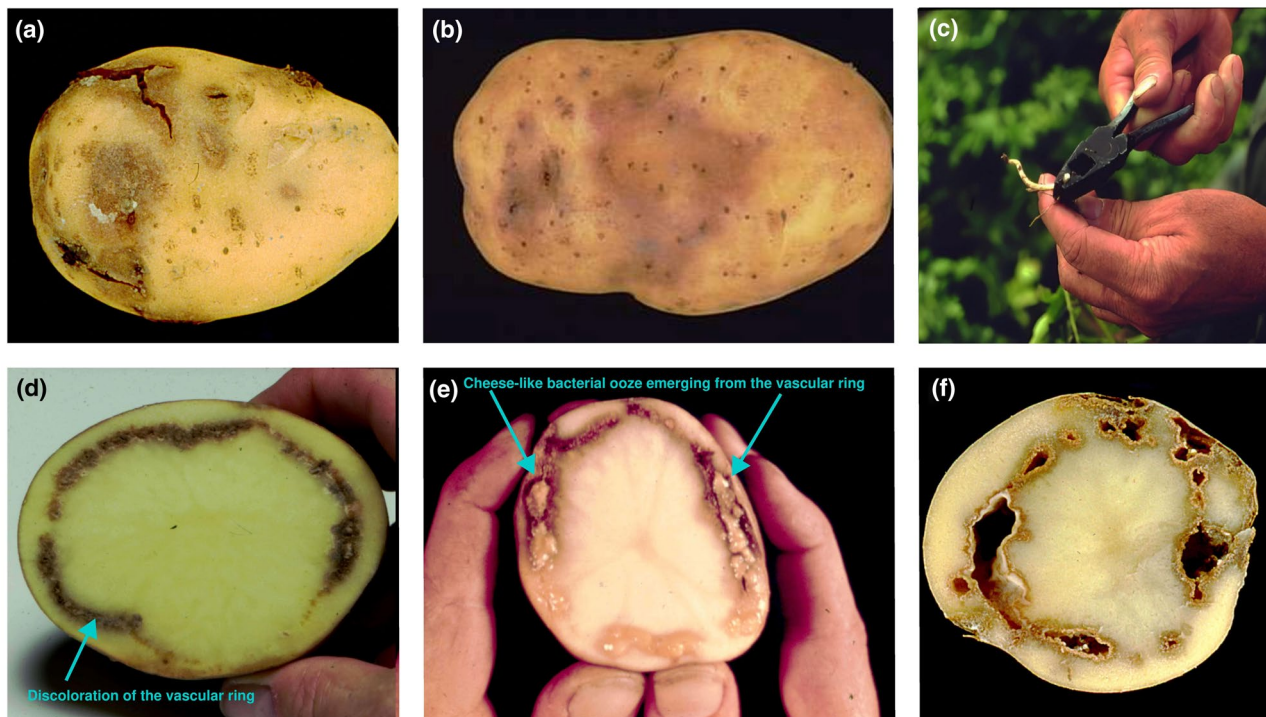 (a)
(b)
(c)
(d)
Discoloration of the vascular ring
(e)
Cheese-like bacterial ooze emerging from the vascular ring
(f)